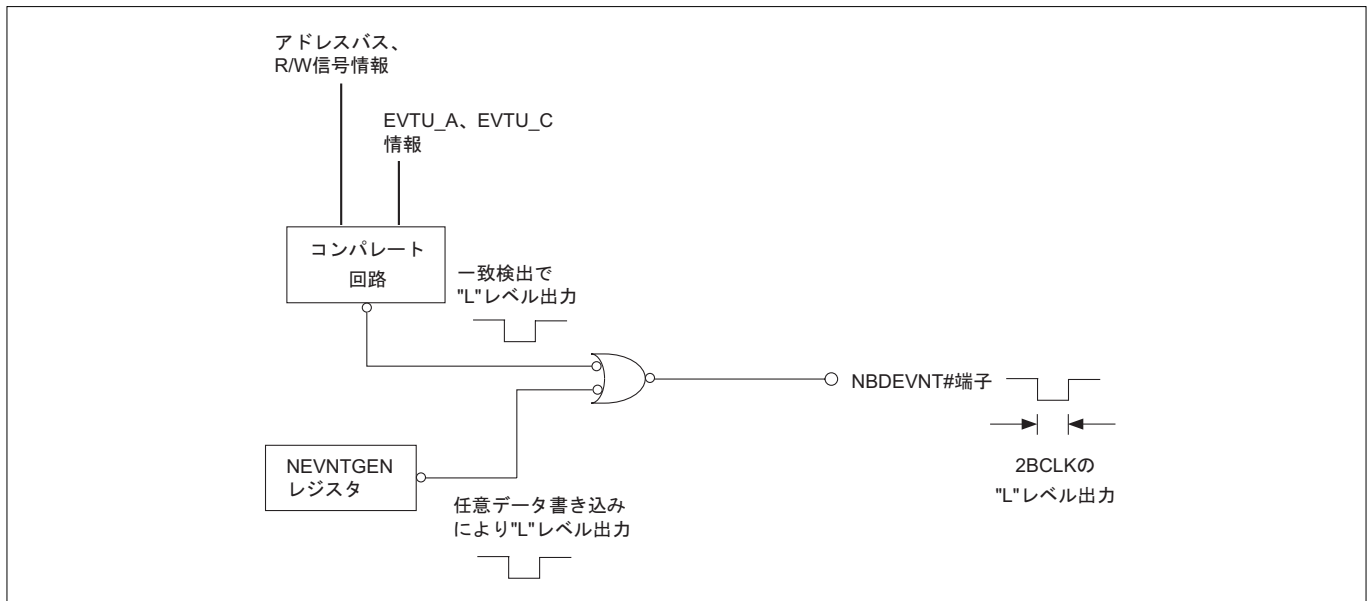 アドレスバス、
R/W信号情報
EVTU_A、EVTU_C
情報
コンパレート
回路
一致検出で
"L"レベル出力
NBDEVNT#端子
2BCLKの
"L"レベル出力
NEVNTGEN
レジスタ
任意データ書き込み
により"L"レベル出力